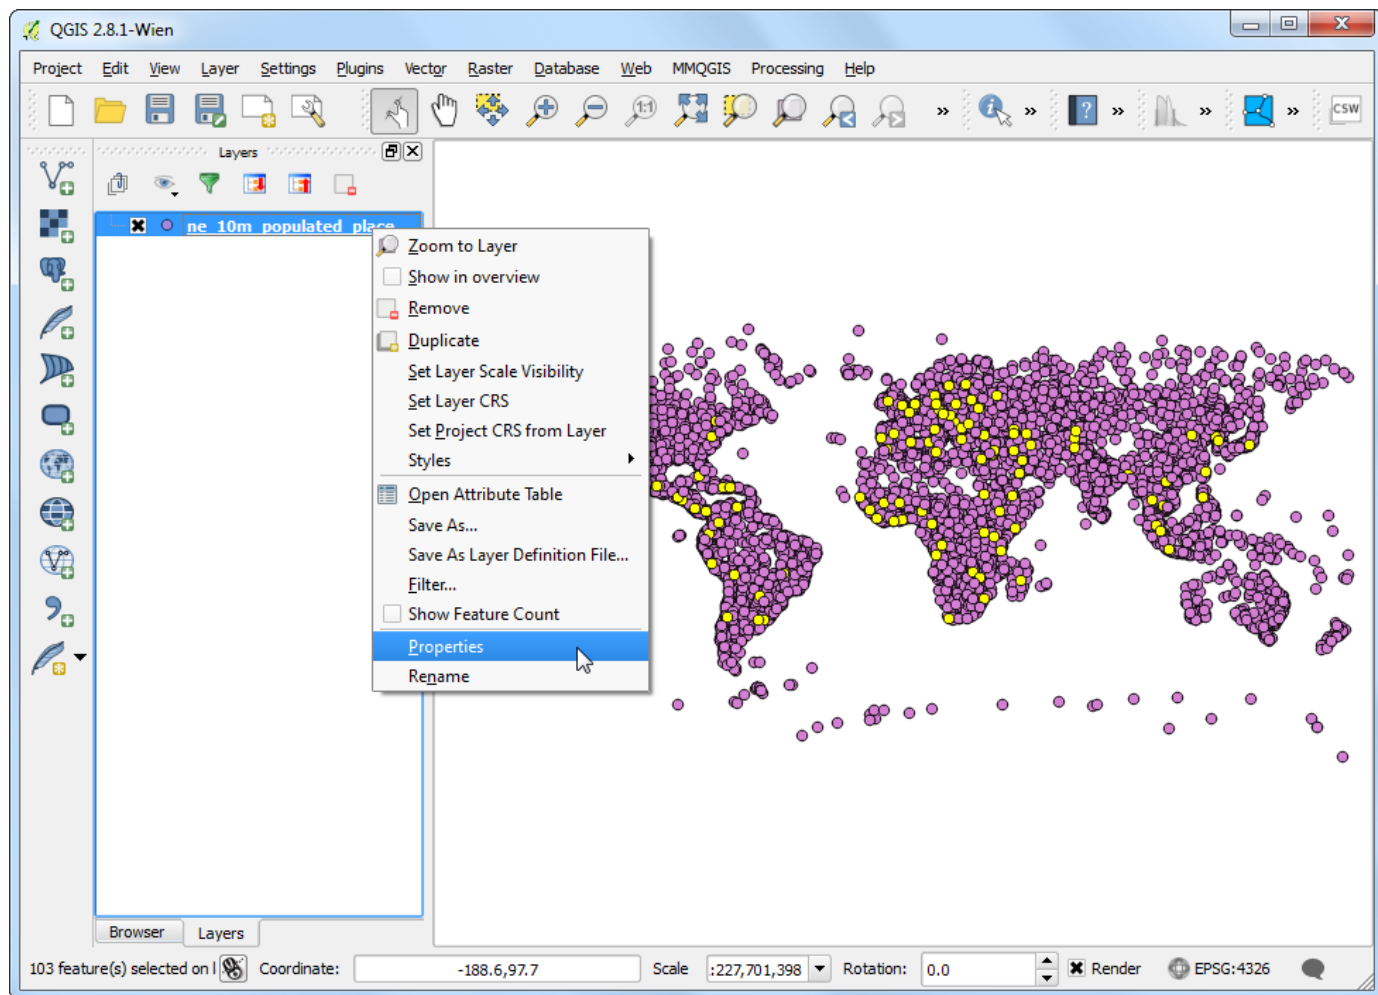 QGIS 2.8.1-Wien
Project Edit View Layer Settings Plugins Vector Raster Database Web MMQGIS Processing Help
1:1
?
CSW
Layers
ne_10m_populated_place
Zoom to Layer
Show in overview
Remove
Duplicate
Set Layer Scale Visibility
Set Layer CRS
Set Project CRS from Layer
Styles
Open Attribute Table
Save As...
Save As Layer Definition File...
Filter...
Show Feature Count
Properties
Rename
Browser Layers
103 feature(s) selected on l Coordinate: -188.6,97.7 Scale :227,701,398 Rotation: 0.0 Render EPSG:4326